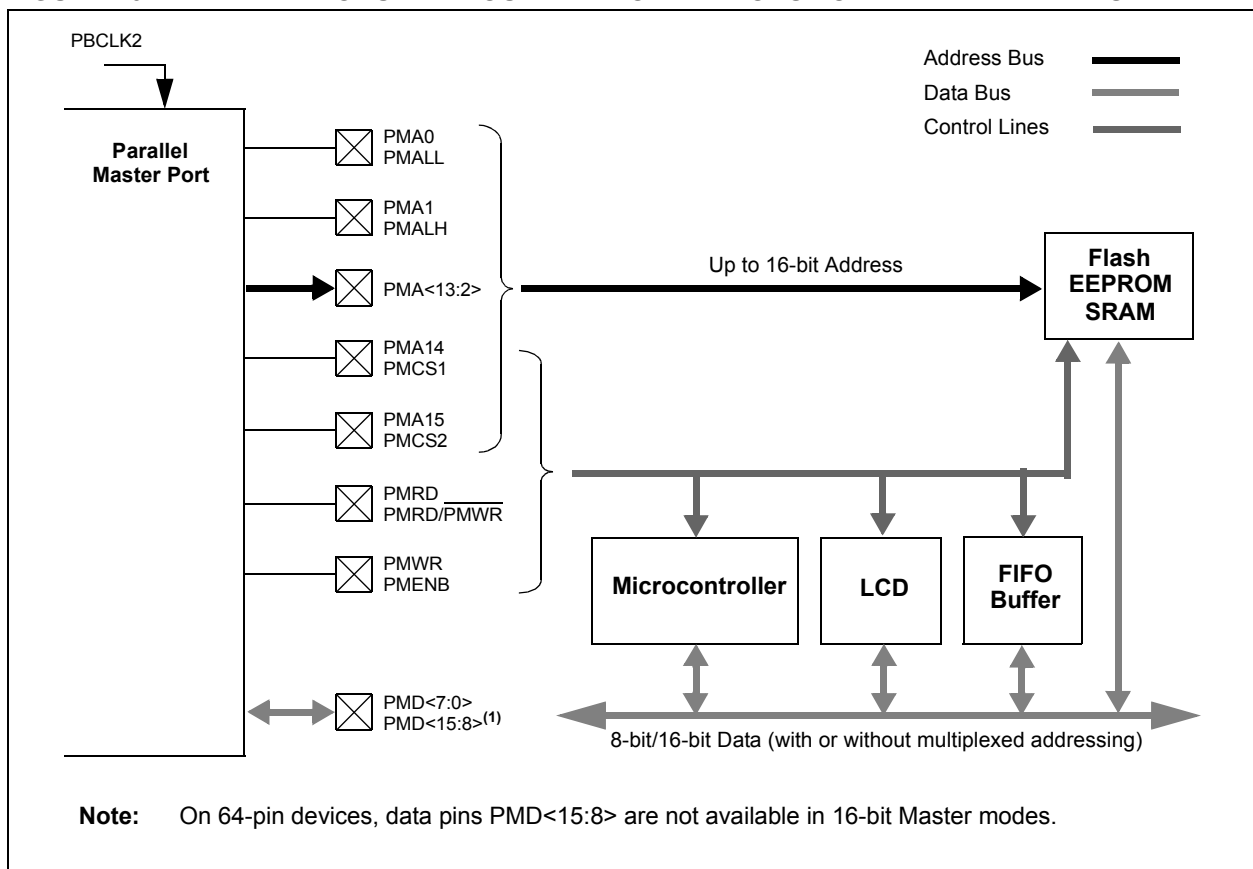 PBCLK2
Address Bus
Data Bus
Control Lines
Parallel
Master Port
PMA0
PMALL
PMA1
PMALH
PMA<13:2>
PMA14
PMCS1
PMA15
PMCS2
PMRD
PMRD/PMWR
PMWR
PMENB
PMD<7:0>
PMD<15:8>(1)
Up to 16-bit Address
Flash
EEPROM
SRAM
Microcontroller
LCD
FIFO
Buffer
8-bit/16-bit Data (with or without multiplexed addressing)
Note: On 64-pin devices, data pins PMD<15:8> are not available in 16-bit Master modes.